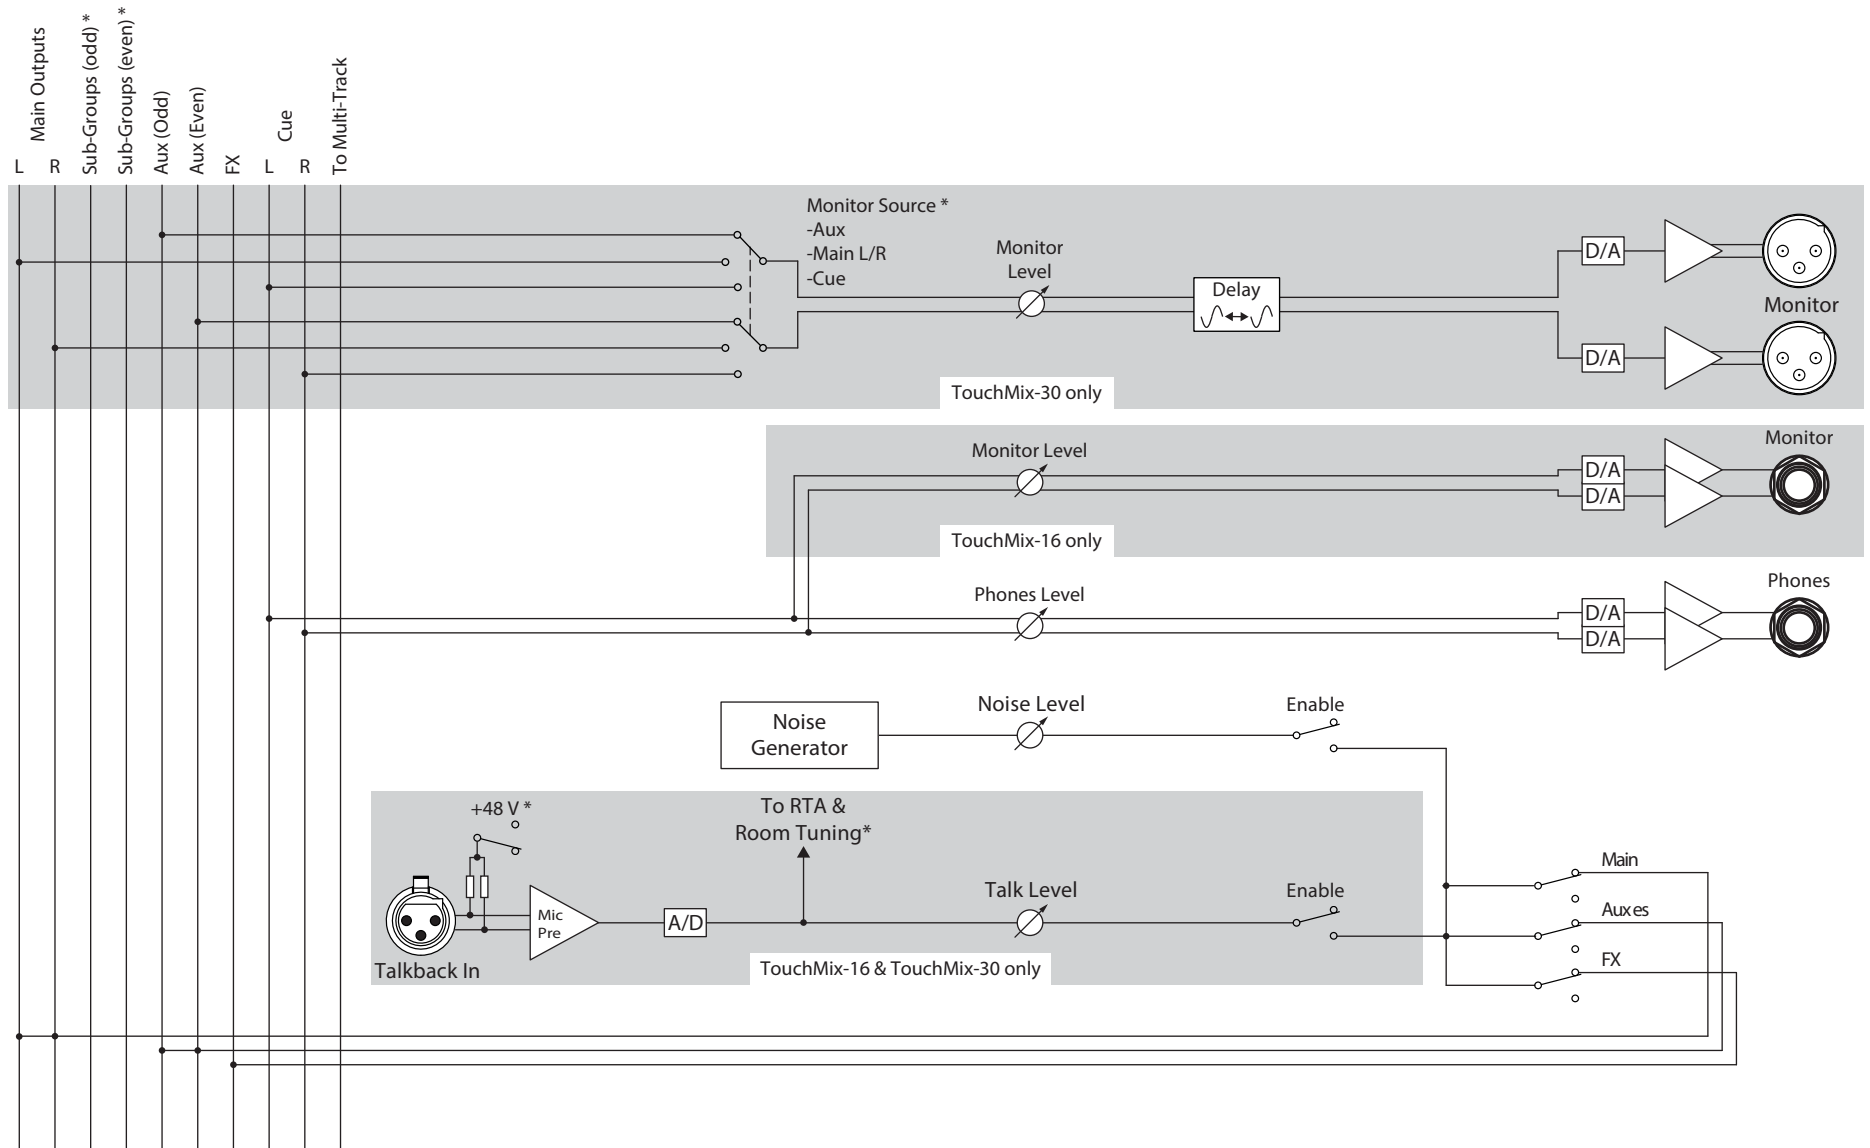 Main Outputs
Sub-Groups (odd) *
Sub-Groups (even) *
Aux (Odd)
Aux (Even)
FX
Cue
To Multi-Track
L
R
L
R
Monitor Source *
-Aux
-Main L/R
-Cue
Monitor
Level
Delay
D/A
Monitor
D/A
TouchMix-30 only
Monitor Level
Monitor
D/A
D/A
TouchMix-16 only
Phones Level
Phones
D/A
D/A
Noise
Generator
Noise Level
Enable
+48 V *
To RTA &
Room Tuning*
Mic
Pre
A/D
Talk Level
Enable
Talkback In
TouchMix-16 & TouchMix-30 only
Main
Auxes
FX